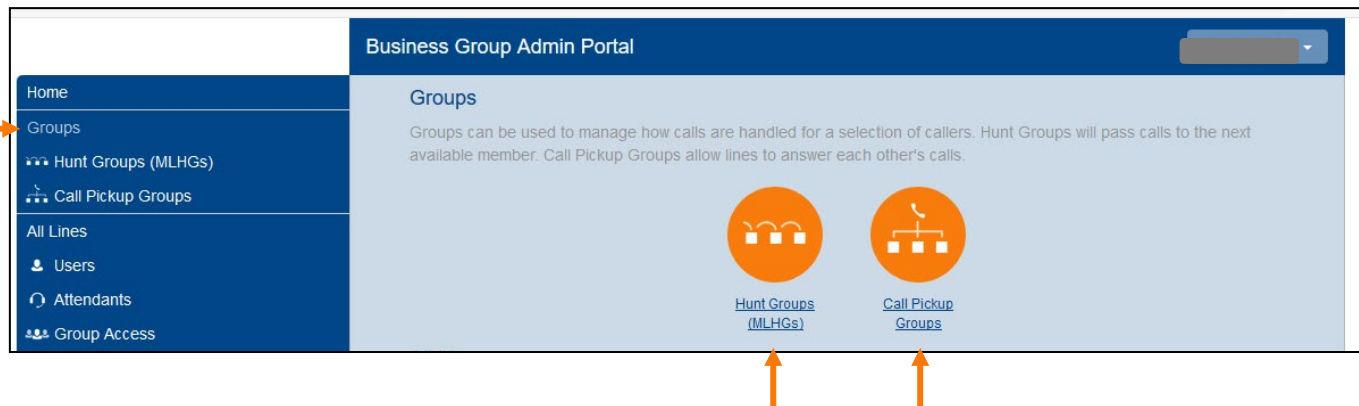 Business Group Admin Portal
Home
Groups
Hunt Groups (MLHGs)
Call Pickup Groups
All Lines
Users
Attendants
Group Access
Groups
Groups can be used to manage how calls are handled for a selection of callers. Hunt Groups will pass calls to the next
available member. Call Pickup Groups allow lines to answer each other's calls.
Hunt Groups
(MLHGs)
Call Pickup
Groups